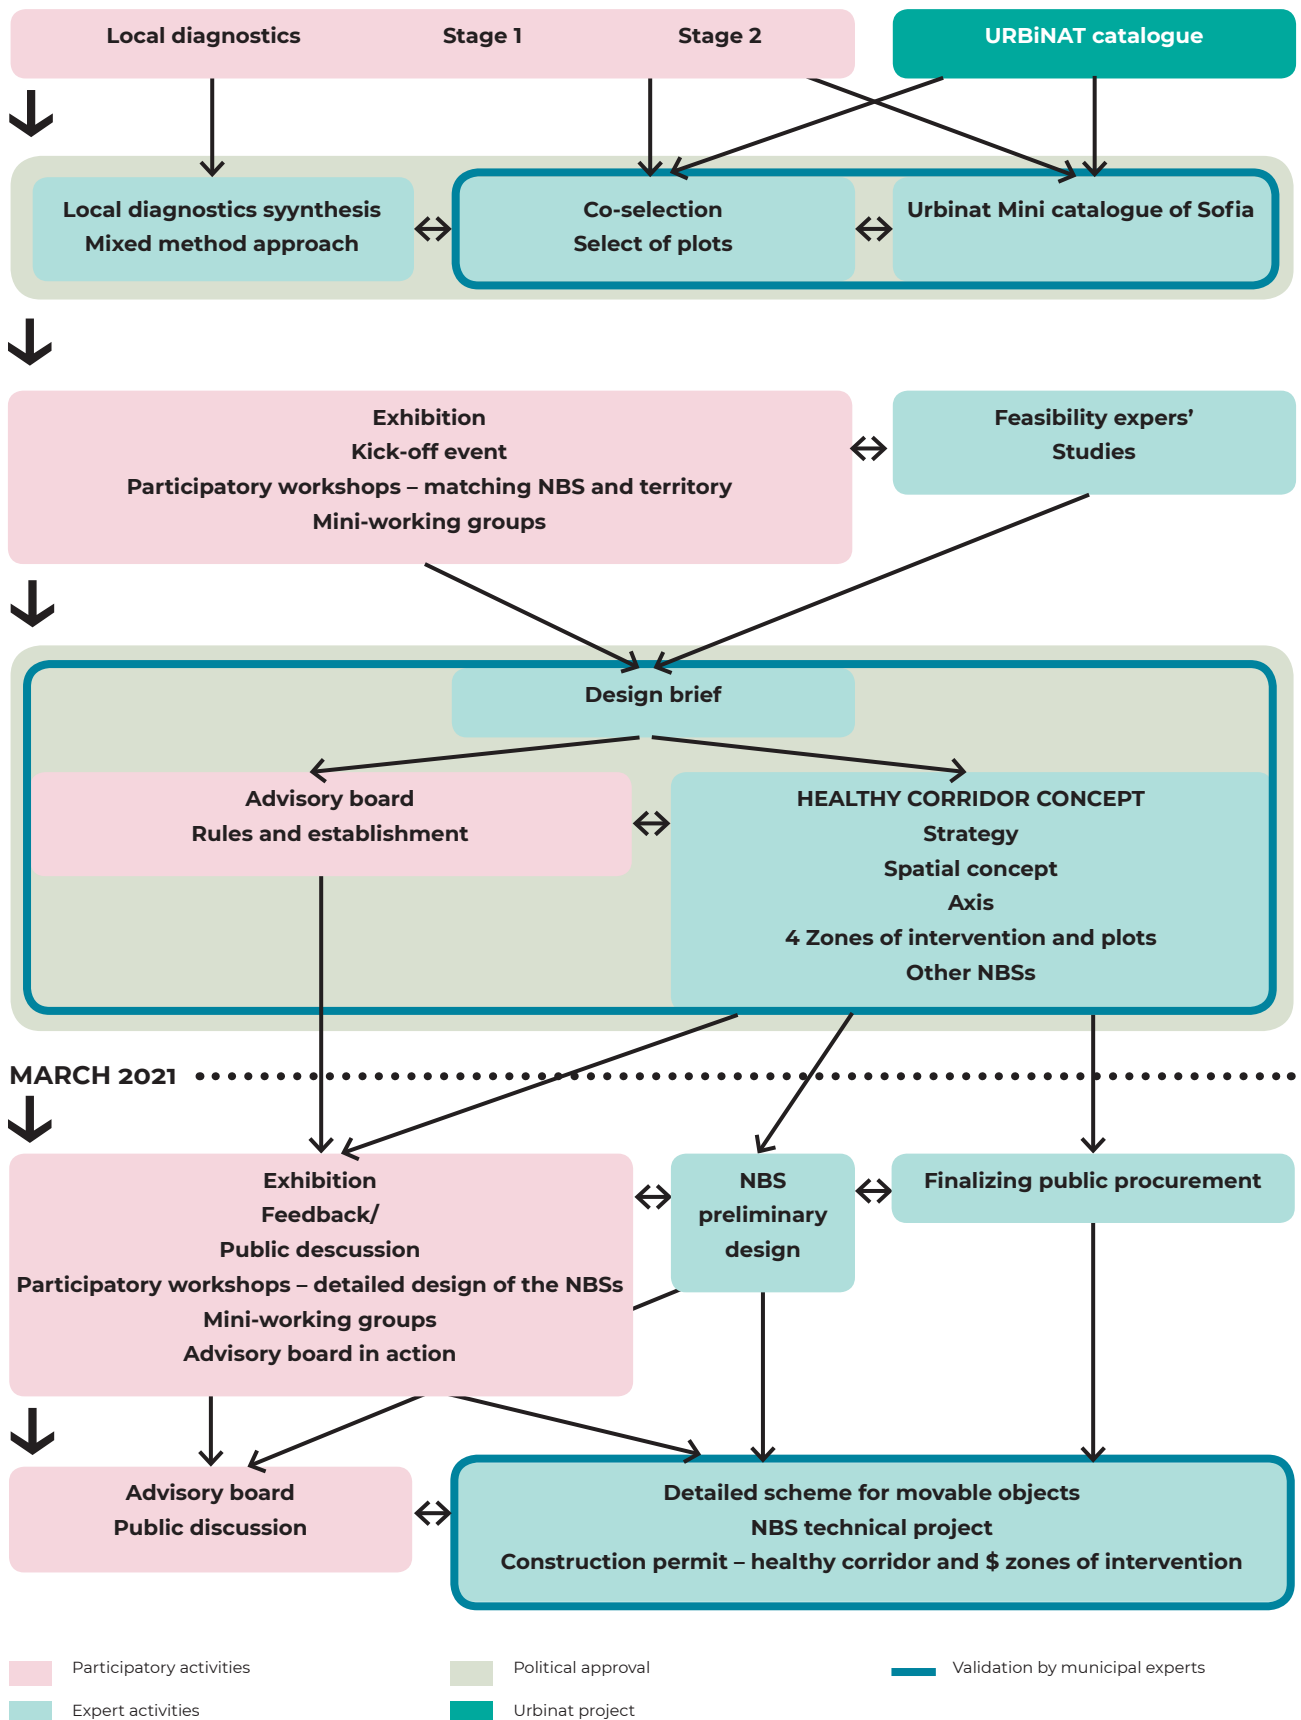 Local diagnostics Stage 1 Stage 2
URBiNAT catalogue
Local diagnostics syynthesis
Mixed method approach
Co-selection
Select of plots
Urbinat Mini catalogue of Sofia
Exhibition
Kick-off event
Participatory workshops – matching NBS and territory
Mini-working groups
Feasibility expers’
Studies
Design brief
Advisory board
Rules and establishment
HEALTHY CORRIDOR CONCEPT
Strategy
Spatial concept
Axis
4 Zones of intervention and plots
Other NBSs
MARCH 2021
Exhibition
Feedback/
Public descussion
Participatory workshops – detailed design of the NBSs
Mini-working groups
Advisory board in action
NBS
preliminary
design
Finalizing public procurement
Advisory board
Public discussion
Detailed scheme for movable objects
NBS technical project
Construction permit – healthy corridor and $ zones of intervention
Participatory activities
Expert activities
Political approval
Urbinat project
Validation by municipal experts